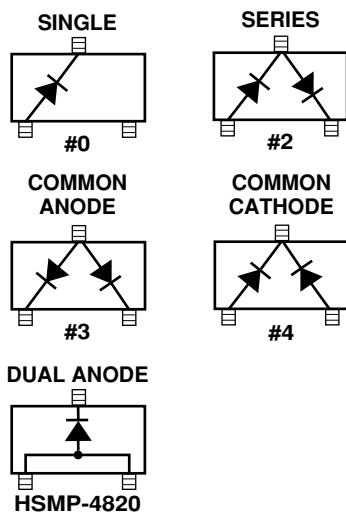 SINGLE
SERIES
#0
#2
COMMON
ANODE
COMMON
CATHODE
#3
#4
DUAL ANODE
HSMP-4820